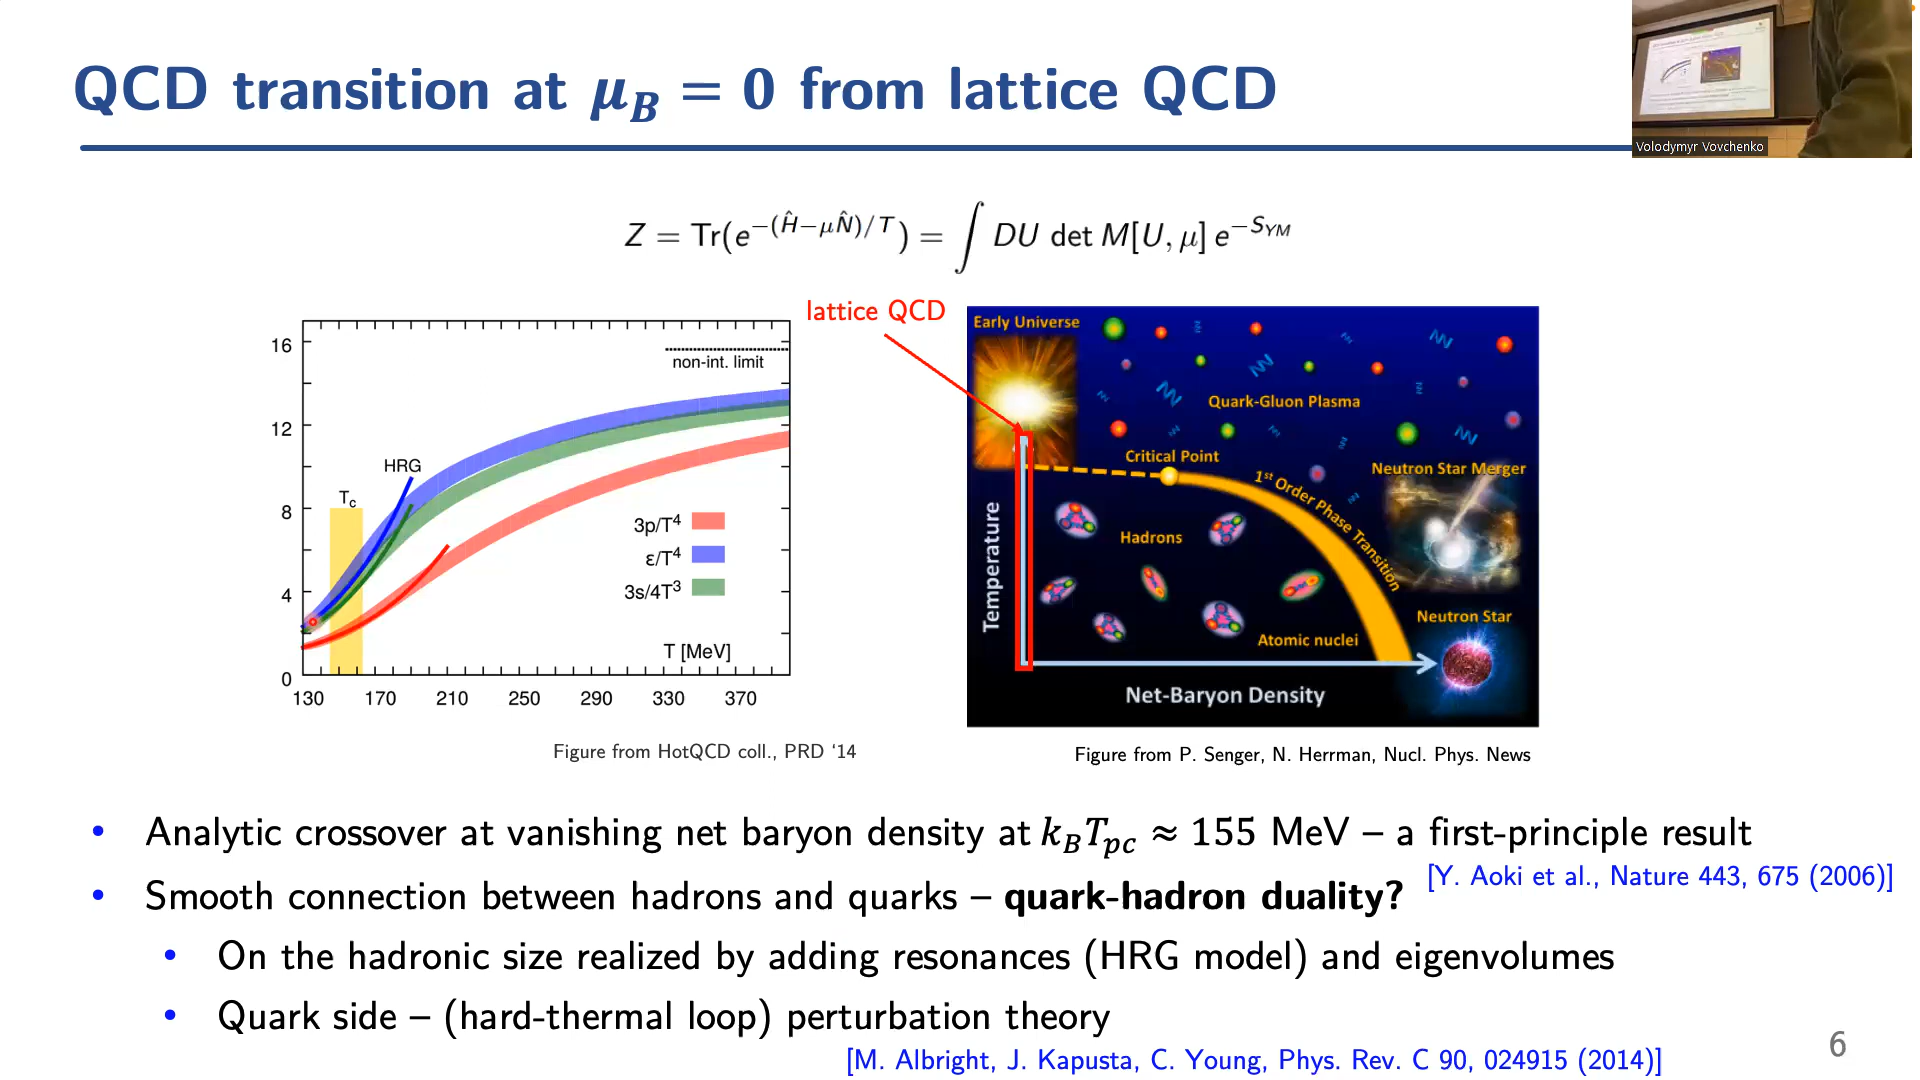 QCD transition at μ_B = 0 from lattice QCD
Volodymyr Vovchenko
Z = Tr(e^{−(Ĥ−μN̂)/T}) = ∫ DU det M[U, μ] e^{−S_{YM}}
lattice QCD
16
12
8
4
0
non-int. limit
HRG
T_c
3p/T⁴
ε/T⁴
3s/4T³
T [MeV]
130 170 210 250 290 330 370
Figure from HotQCD coll., PRD ‘14
Early Universe
Quark-Gluon Plasma
Critical Point
1st Order Phase Transition
Neutron Star Merger
Temperature
Hadrons
Neutron Star
Atomic nuclei
Net-Baryon Density
Figure from P. Senger, N. Herrman, Nucl. Phys. News
• Analytic crossover at vanishing net baryon density at k_B T_{pc} ≈ 155 MeV – a first-principle result
[Y. Aoki et al., Nature 443, 675 (2006)]
• Smooth connection between hadrons and quarks – quark-hadron duality?
• On the hadronic size realized by adding resonances (HRG model) and eigenvolumes
• Quark side – (hard-thermal loop) perturbation theory
[M. Albright, J. Kapusta, C. Young, Phys. Rev. C 90, 024915 (2014)]
6